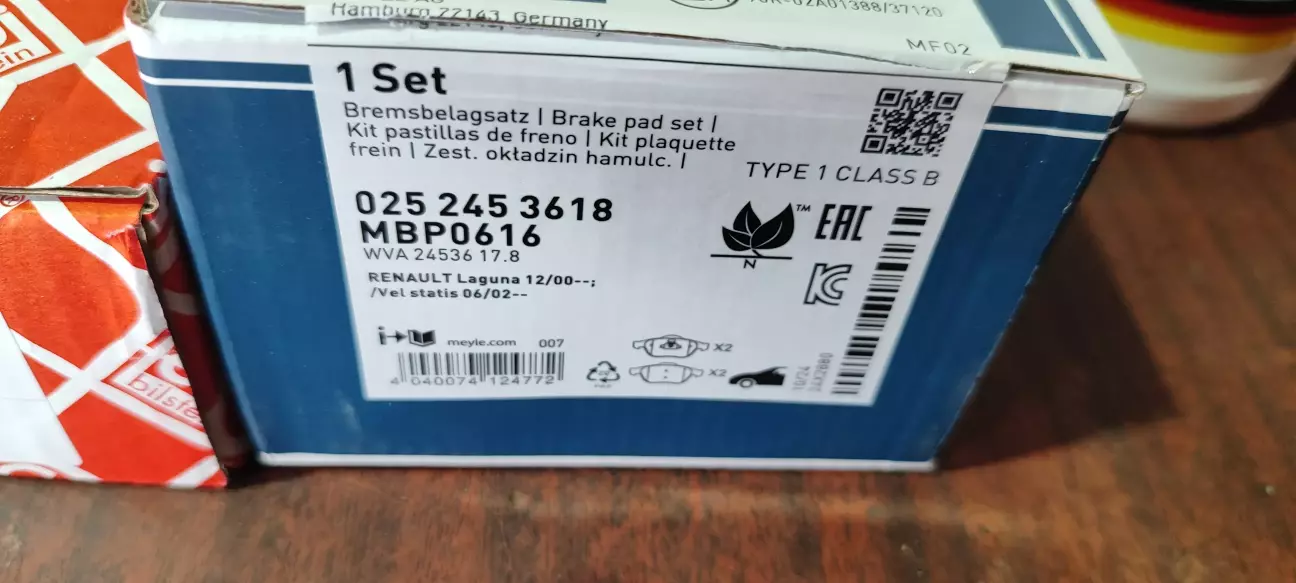 Hamburg 22143, Germany
MF02
1 Set
Bremsbelagsatz | Brake pad set |
Kit pastillas de freno | Kit plaquette
frein | Zest. okładzin hamulc. |
TYPE 1 CLASS B
025 245 3618
MBP0616
WVA 24536 17.8
RENAULT Laguna 12/00--;
/Vel statis 06/02--
TM
EAC
N
meyle.com 007
X2
X2
4 040074 124772
10/24